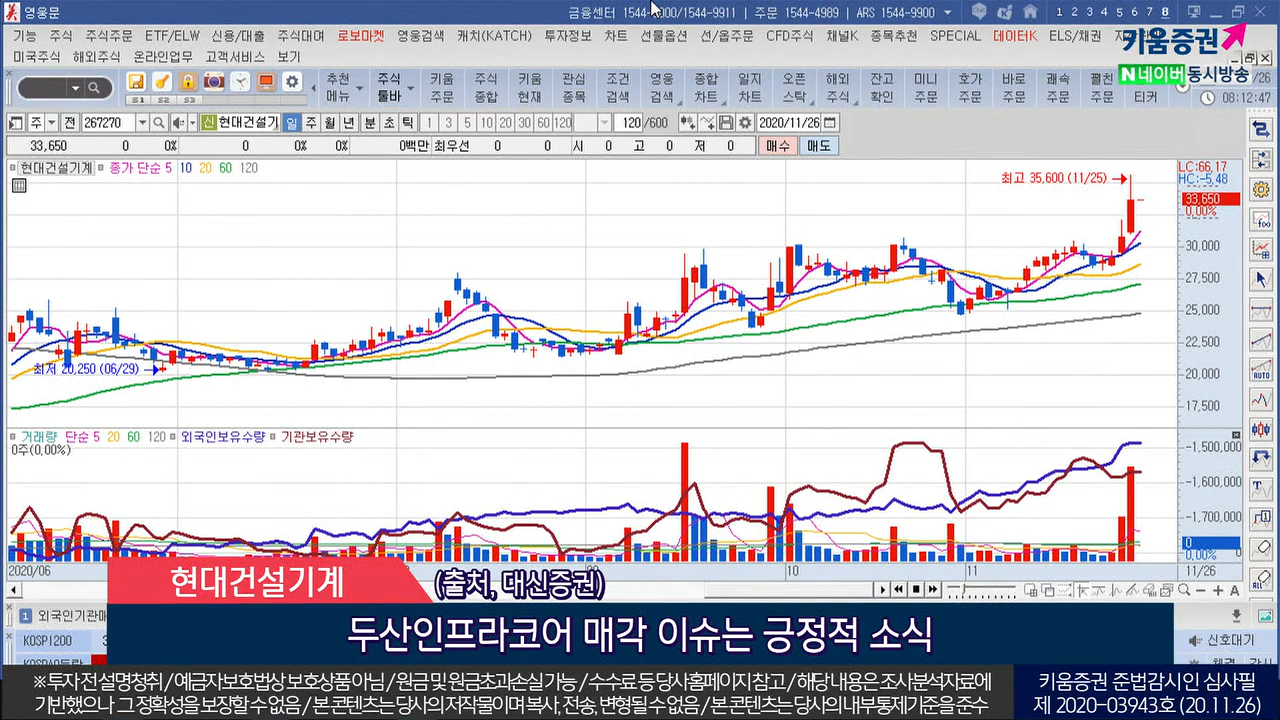 영웅문
금융센터 1544- 000/1544-9911 | 주문 1544-4989 | ARS 1544-9900
1 2 3 4 5 6 7 8
기능 주식 주식주문 ETF/ELW 신용/대출 주식대여 로보마켓 영웅검색 캐치(KATCH) 투자정보 차트 선물옵션 선/옵주문 CFD주식 채널K 종목추천 SPECIAL 데이터K ELS/채권
미국주식 해외주식 온라인업무 고객서비스 보기
키움증권
N네이버 동시방송
S1 S2 S3
추천 주식 키움 주식 키움 관심 조건 영웅 종합 일지 오픈 해외 잔고 미니 호가 바로 쾌속 펼친
메뉴 툴바 주문 종합 현재 종목 검색 검색 차트 차트 스탁 주식 확인 주문 주문 주문 주문 주문 티커
/26
08:12:47
주 전 267270 신 현대건설기 일 주 월 년 분 초 틱 1 3 5 10 20 30 60 120 120 /600 2020/11/26
33,650 0 0% 0 0% 0% 0백만 최우선 0 0 시 0 고 0 저 0 매수 매도
현대건설기계 종가 단순 5 10 20 60 120
LC:66,17
HC:-5,48
최고 35,600 (11/25)
33,650
0,00%
30,000
27,500
25,000
22,500
20,000
17,500
최저 20,250 (06/29)
거래량 단순 5 20 60 120 외국인보유수량 기관보유수량
0주(0,00%)
-1,500,000
-1,600,000
-1,700,000
0
0,00%
0
AUTO
ALL
2020/06 09 10 11 11/26
현대건설기계
(출처, 대신증권)
A
1 외국인기관매
KOSPI200
신호대기
두산인프라코어 매각 이슈는 긍정적 소식
※ 투자 전 설명청취 / 예금자보호법상 보호상품 아님 / 원금 및 원금초과손실 가능 / 수수료 등 당사 홈페이지 참고 / 해당 내용은 조사분석자료에
기반했으나 그 정확성을 보장할 수 없음 / 본 콘텐츠는 당사의 저작물이며 복사, 전송, 변형될 수 없음 / 본 콘텐츠는 당사의 내부통제기준을 준수
키움증권 준법감시인 심사필
제 2020-03943호 (20.11.26)